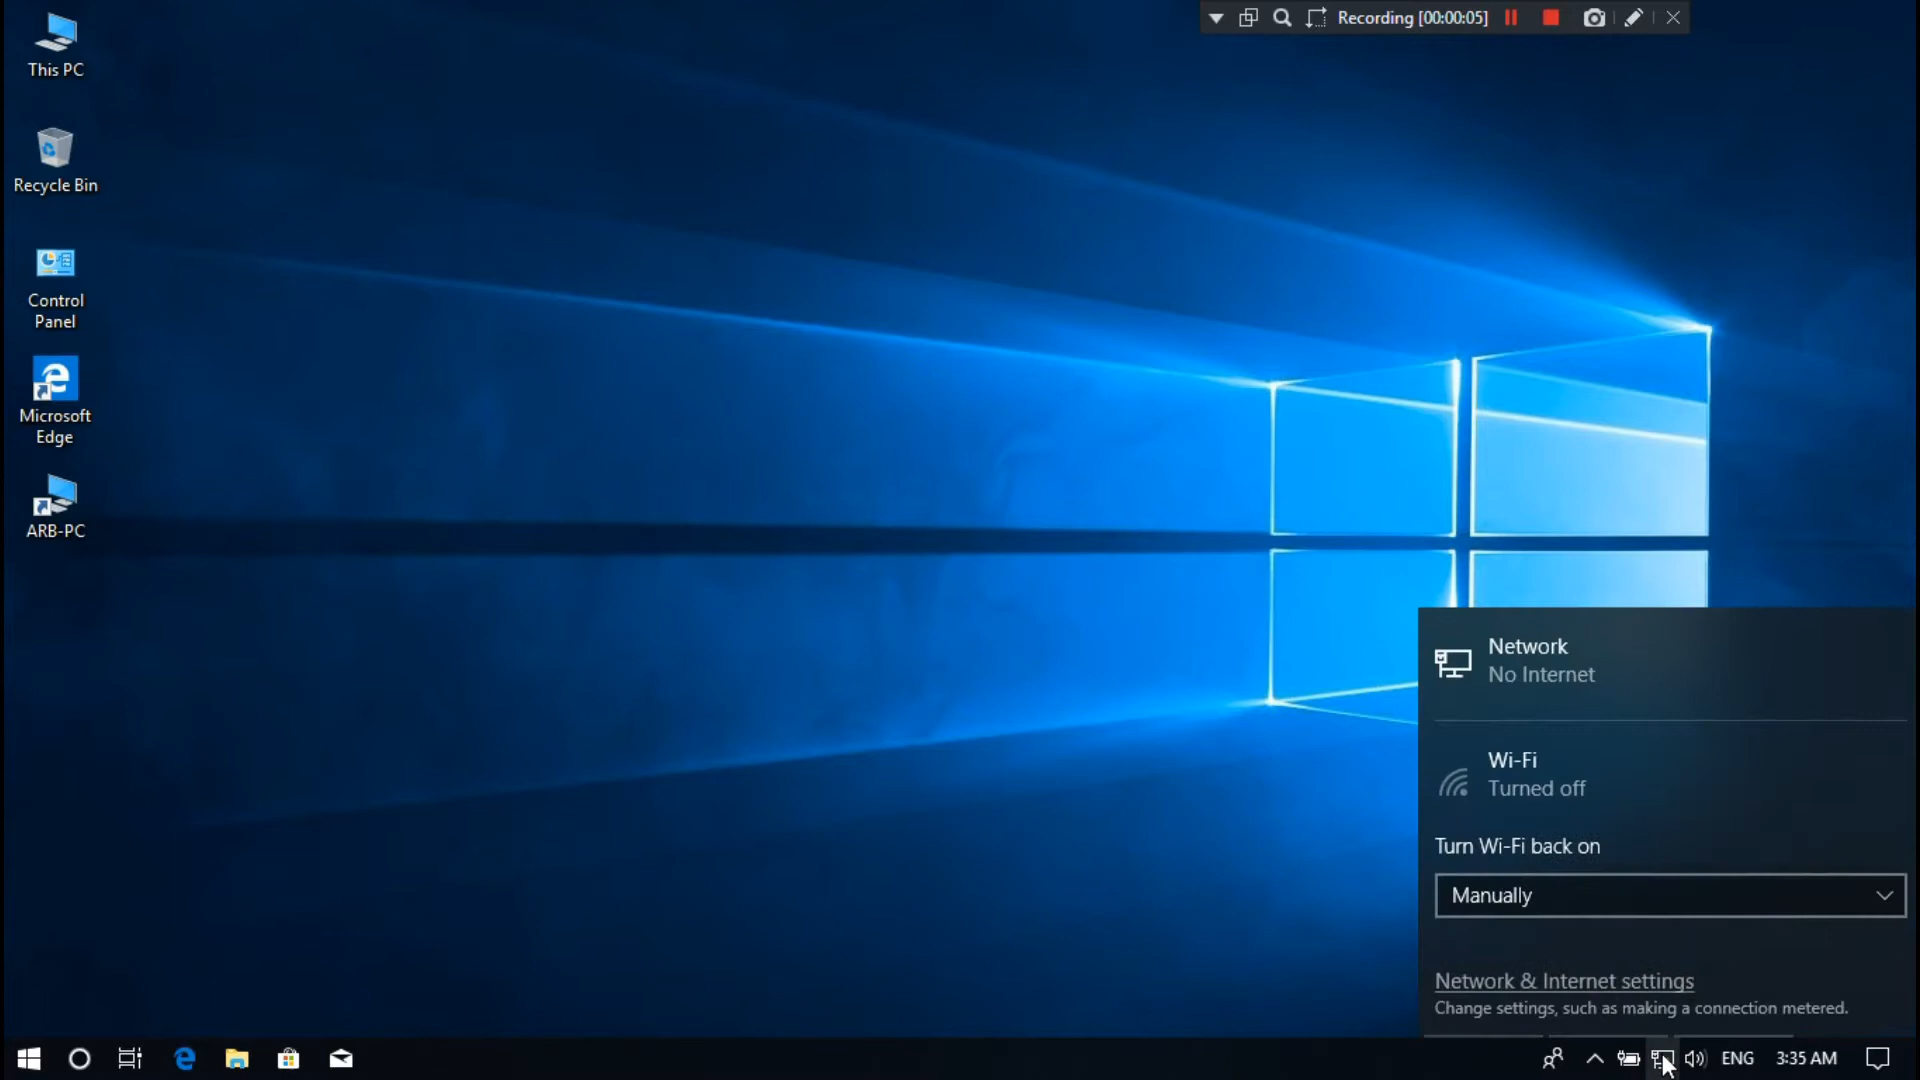 This PC
Recycle Bin
Control
Panel
Microsoft
Edge
ARB-PC
Recording [00:00:05]
Network
No Internet
Wi-Fi
Turned off
Turn Wi-Fi back on
Manually
Network & Internet settings
Change settings, such as making a connection metered.
ENG
3:35 AM